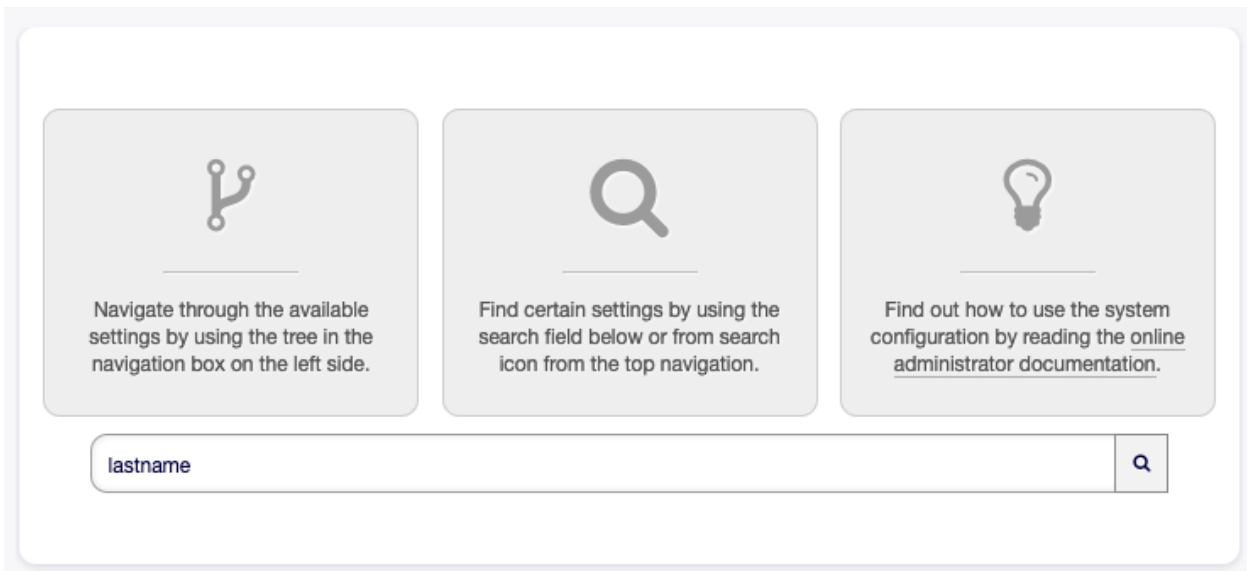 Navigate through the available
settings by using the tree in the
navigation box on the left side.
Find certain settings by using the
search field below or from search
icon from the top navigation.
Find out how to use the system
configuration by reading the online
administrator documentation.
lastname